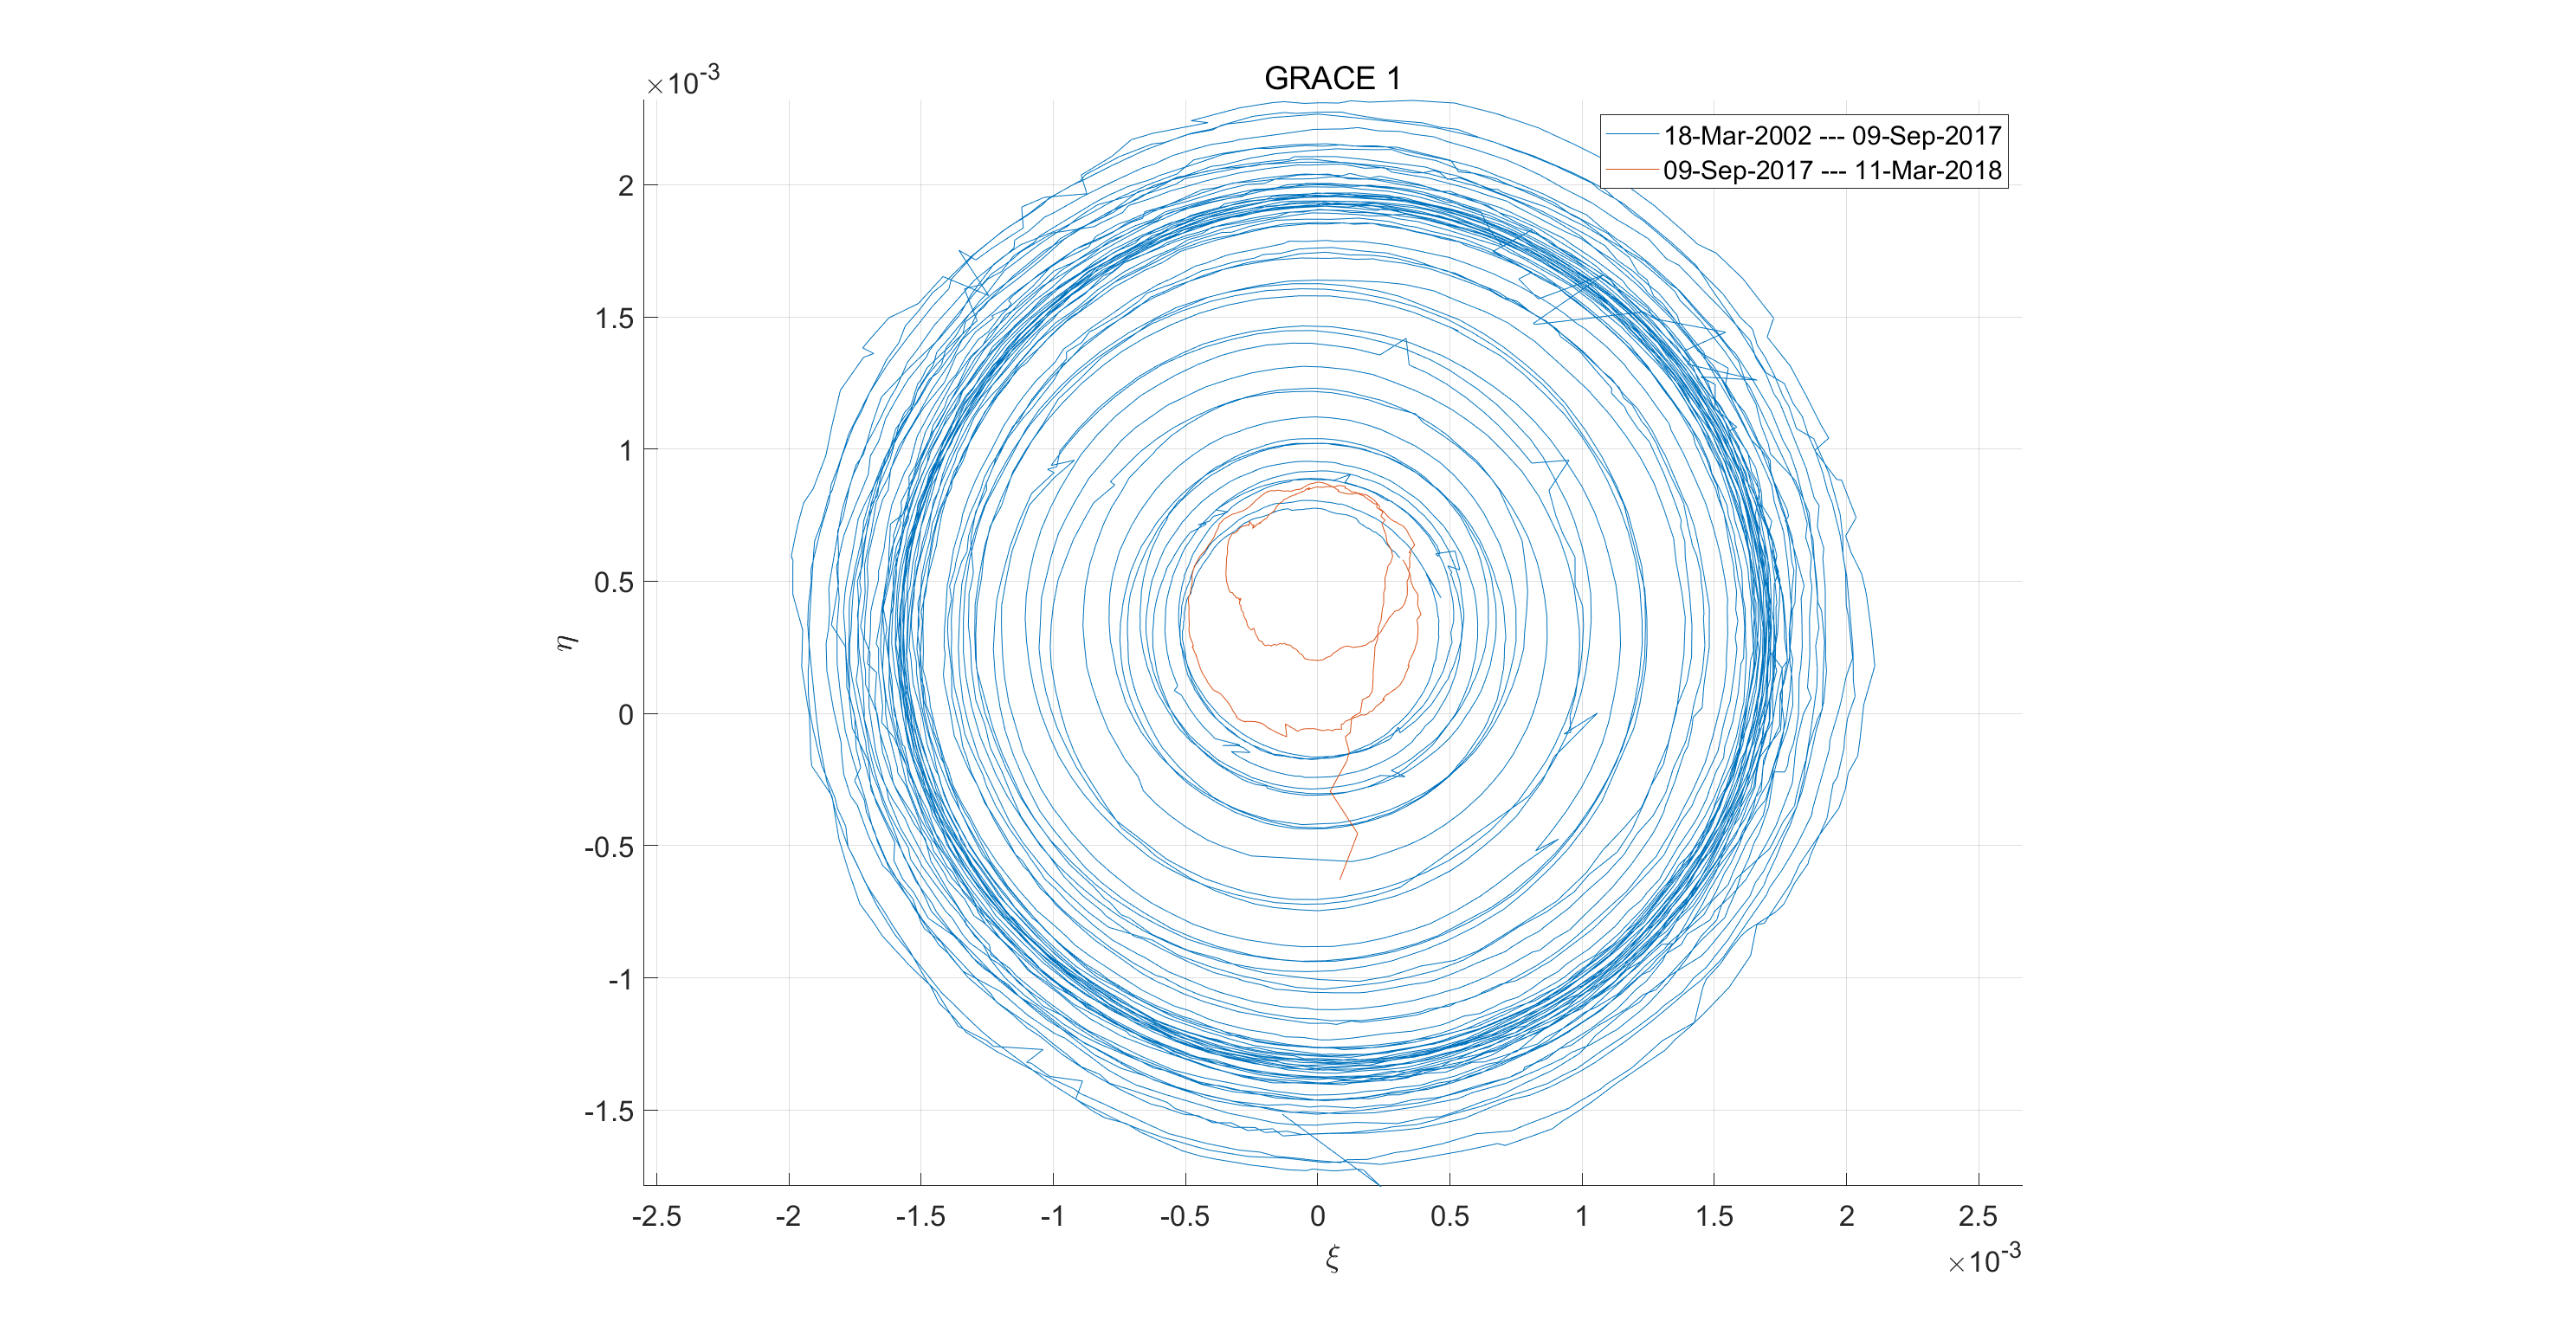 GRACE 1
×10-3
18-Mar-2002 --- 09-Sep-2017
09-Sep-2017 --- 11-Mar-2018
2
1.5
1
0.5
0
-0.5
-1
-1.5
η
-2.5 -2 -1.5 -1 -0.5 0 0.5 1 1.5 2 2.5
ξ
×10-3